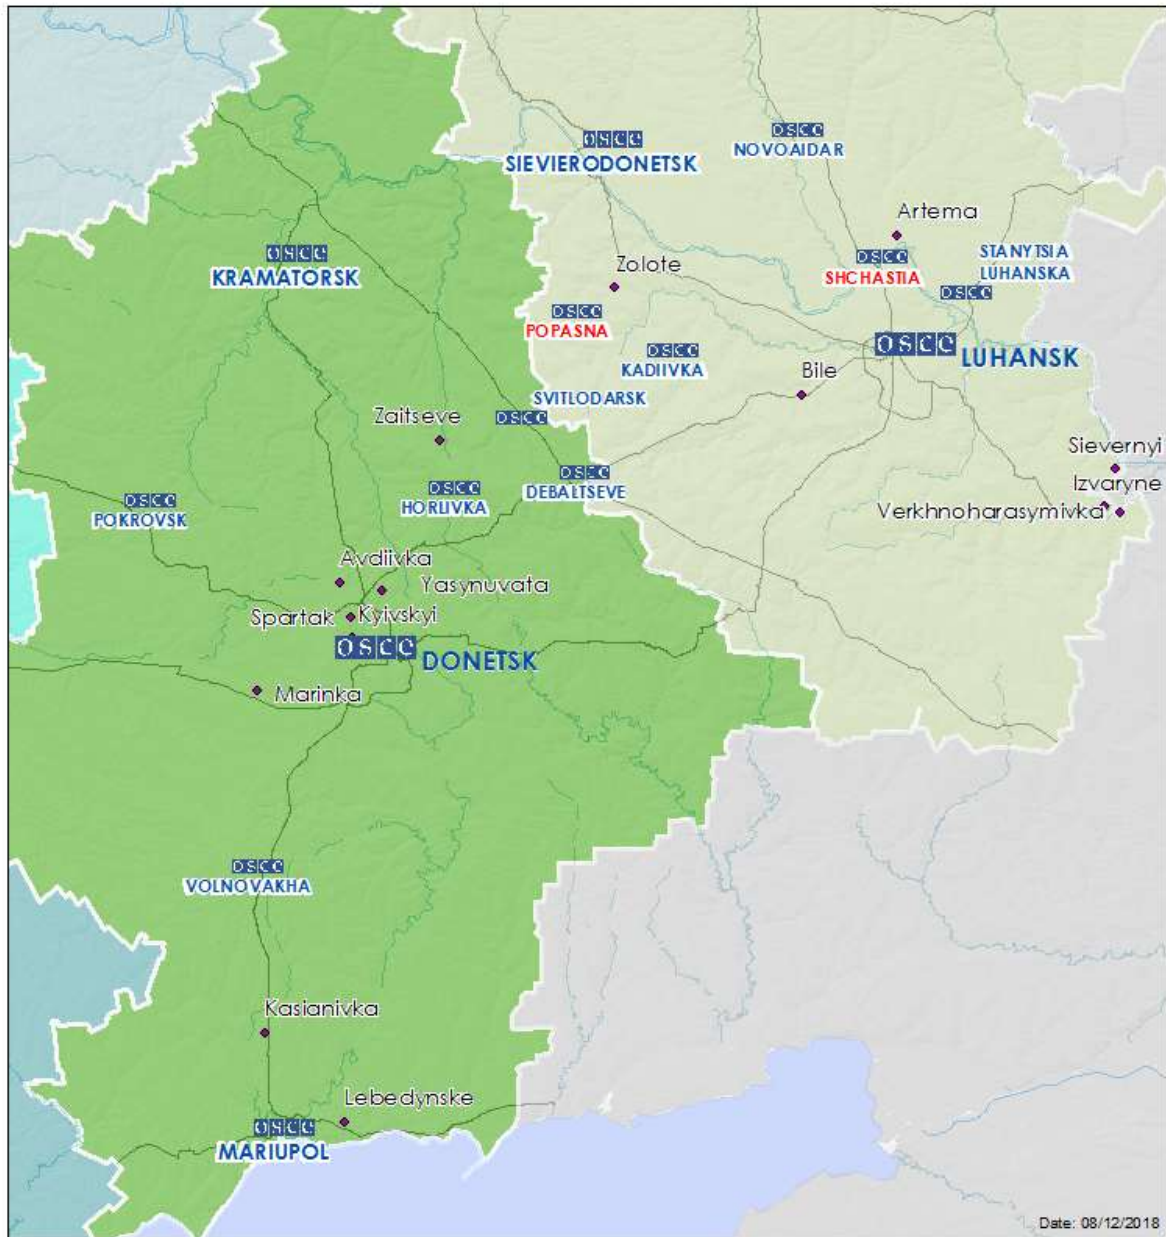 OSCE
NOVOAIDAR
OSCE
SIEVIERODONETSK
Artema
OSCE
SHCHASTIA
STANYTSIA
LUHANSKA
OSCE
OSCE
KRAMATORSK
Zolote
OSCE
POPASNA
OSCE
LUHANSK
OSCE
KADIIVKA
Bile
SVITLODARSK
OSCE
Zaitseve
Sievernyi
OSCE
DEBALTSEVE
Izvaryne
Verkhnoharasymivka
OSCE
HORLIVKA
OSCE
POKROVSK
Avdiivka
Yasynuvata
Spartak
Kyivskyi
OSCE
DONETSK
Marinka
OSCE
VOLNOVAKHA
Kasianivka
Lebedynske
OSCE
MARIUPOL
Date: 08/12/2018